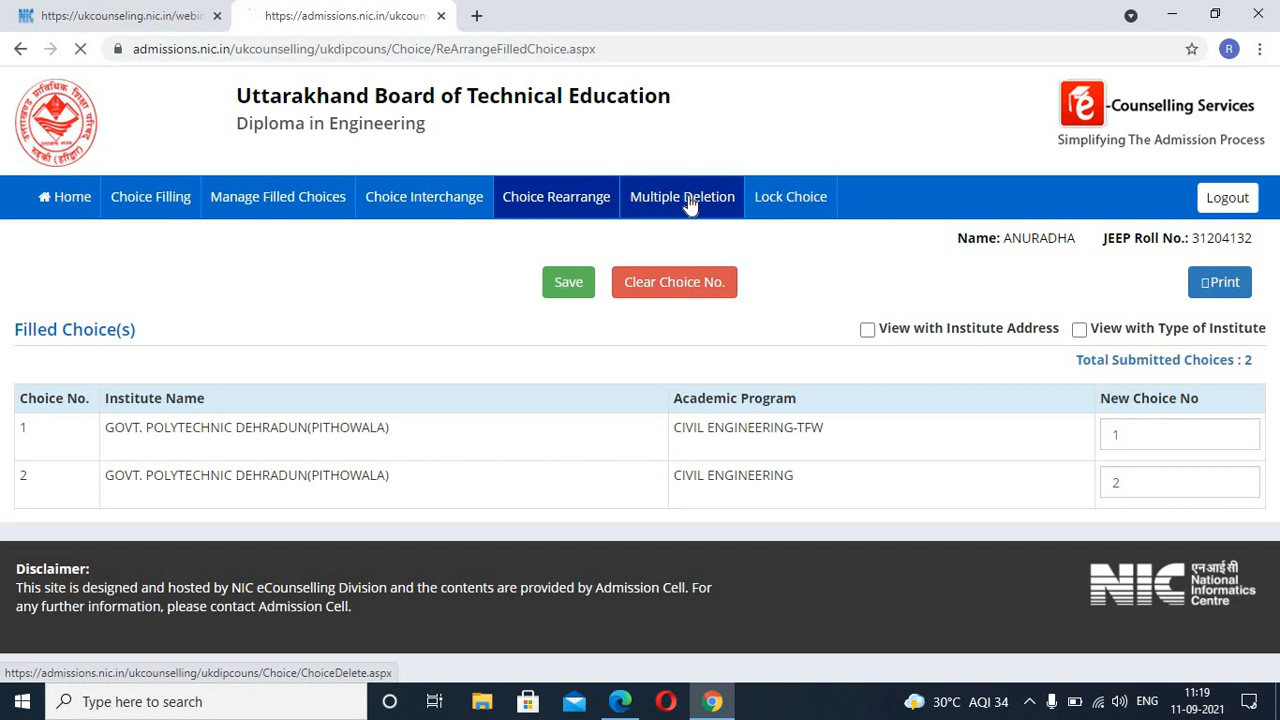 https://ukcounseling.nic.in/webin
https://admissions.nic.in/ukcoun
admissions.nic.in/ukcounselling/ukdipcouns/Choice/ReArrangeFilledChoice.aspx
R
Uttarakhand Board of Technical Education
Diploma in Engineering
e-Counselling Services
Simplifying The Admission Process
Home Choice Filling Manage Filled Choices Choice Interchange Choice Rearrange Multiple Deletion Lock Choice Logout
Name: ANURADHA JEEP Roll No.: 31204132
Save Clear Choice No. Print
Filled Choice(s) View with Institute Address View with Type of Institute
Total Submitted Choices : 2
Choice No. Institute Name Academic Program New Choice No
1 GOVT. POLYTECHNIC DEHRADUN(PITHOWALA) CIVIL ENGINEERING-TFW 1
2 GOVT. POLYTECHNIC DEHRADUN(PITHOWALA) CIVIL ENGINEERING 2
Disclaimer:
This site is designed and hosted by NIC eCounselling Division and the contents are provided by Admission Cell. For
any further information, please contact Admission Cell.
NIC एन आई सी
National
Informatics
Centre
https://admissions.nic.in/ukcounselling/ukdipcouns/Choice/ChoiceDelete.aspx
Type here to search
30°C AQI 34
ENG
11:19
11-09-2021